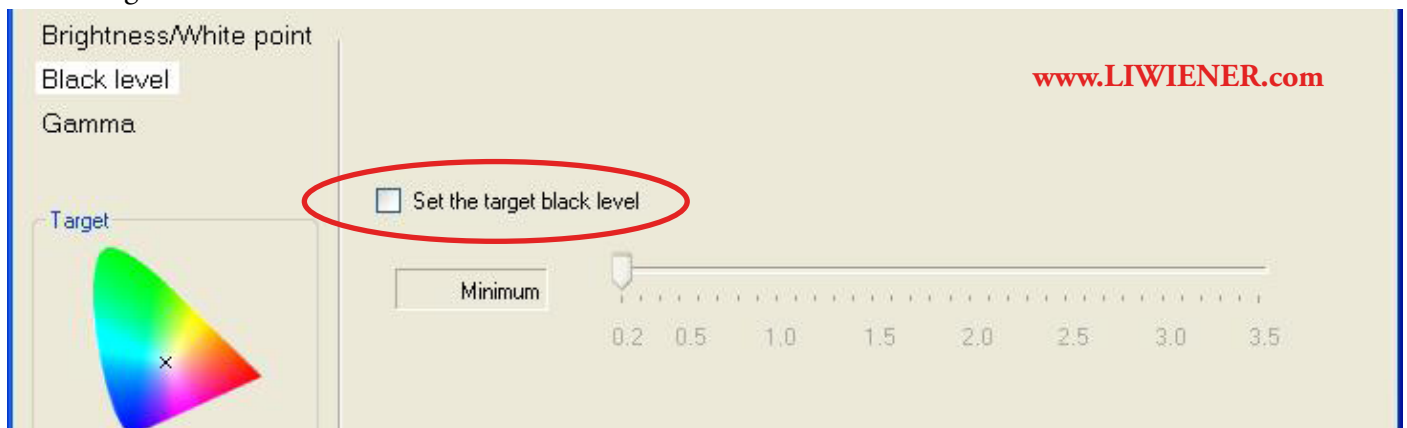 Brightness/White point
Black level
Gamma
www.LIWIENER.com
Set the target black level
Target
Minimum
0.2 0.5 1.0 1.5 2.0 2.5 3.0 3.5